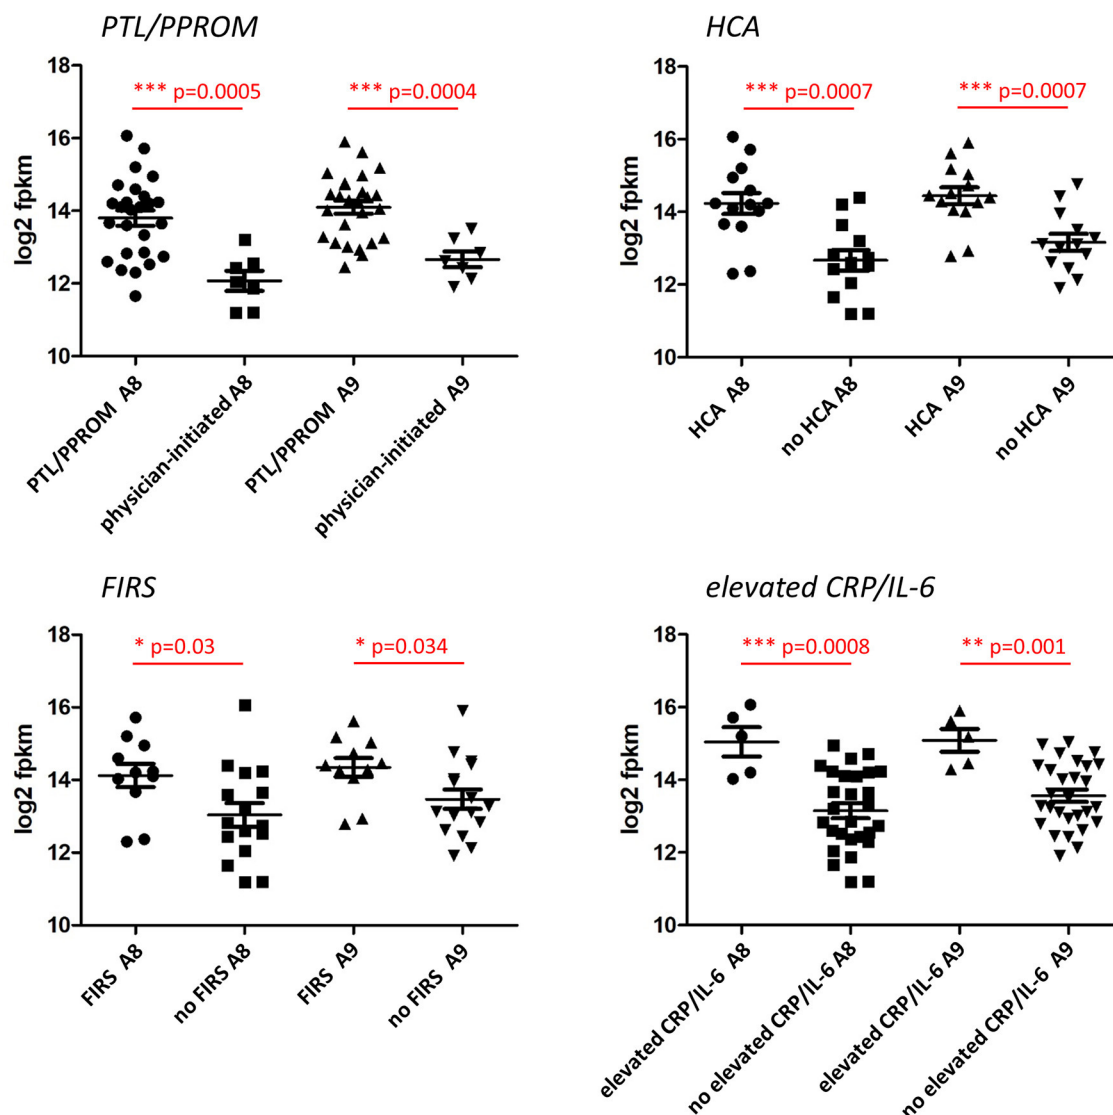 PTL/PPROM
log2 fpkm
18
16
14
12
10
*** p=0.0005
*** p=0.0004
PTL/PPROM A8
physician-initiated A8
PTL/PPROM A9
physician-initiated A9
HCA
log2 fpkm
18
16
14
12
10
*** p=0.0007
*** p=0.0007
HCA A8
no HCA A8
HCA A9
no HCA A9
FIRS
log2 fpkm
18
16
14
12
10
* p=0.03
* p=0.034
FIRS A8
no FIRS A8
FIRS A9
no FIRS A9
elevated CRP/IL-6
log2 fpkm
18
16
14
12
10
*** p=0.0008
** p=0.001
elevated CRP/IL-6 A8
no elevated CRP/IL-6 A8
elevated CRP/IL-6 A9
no elevated CRP/IL-6 A9